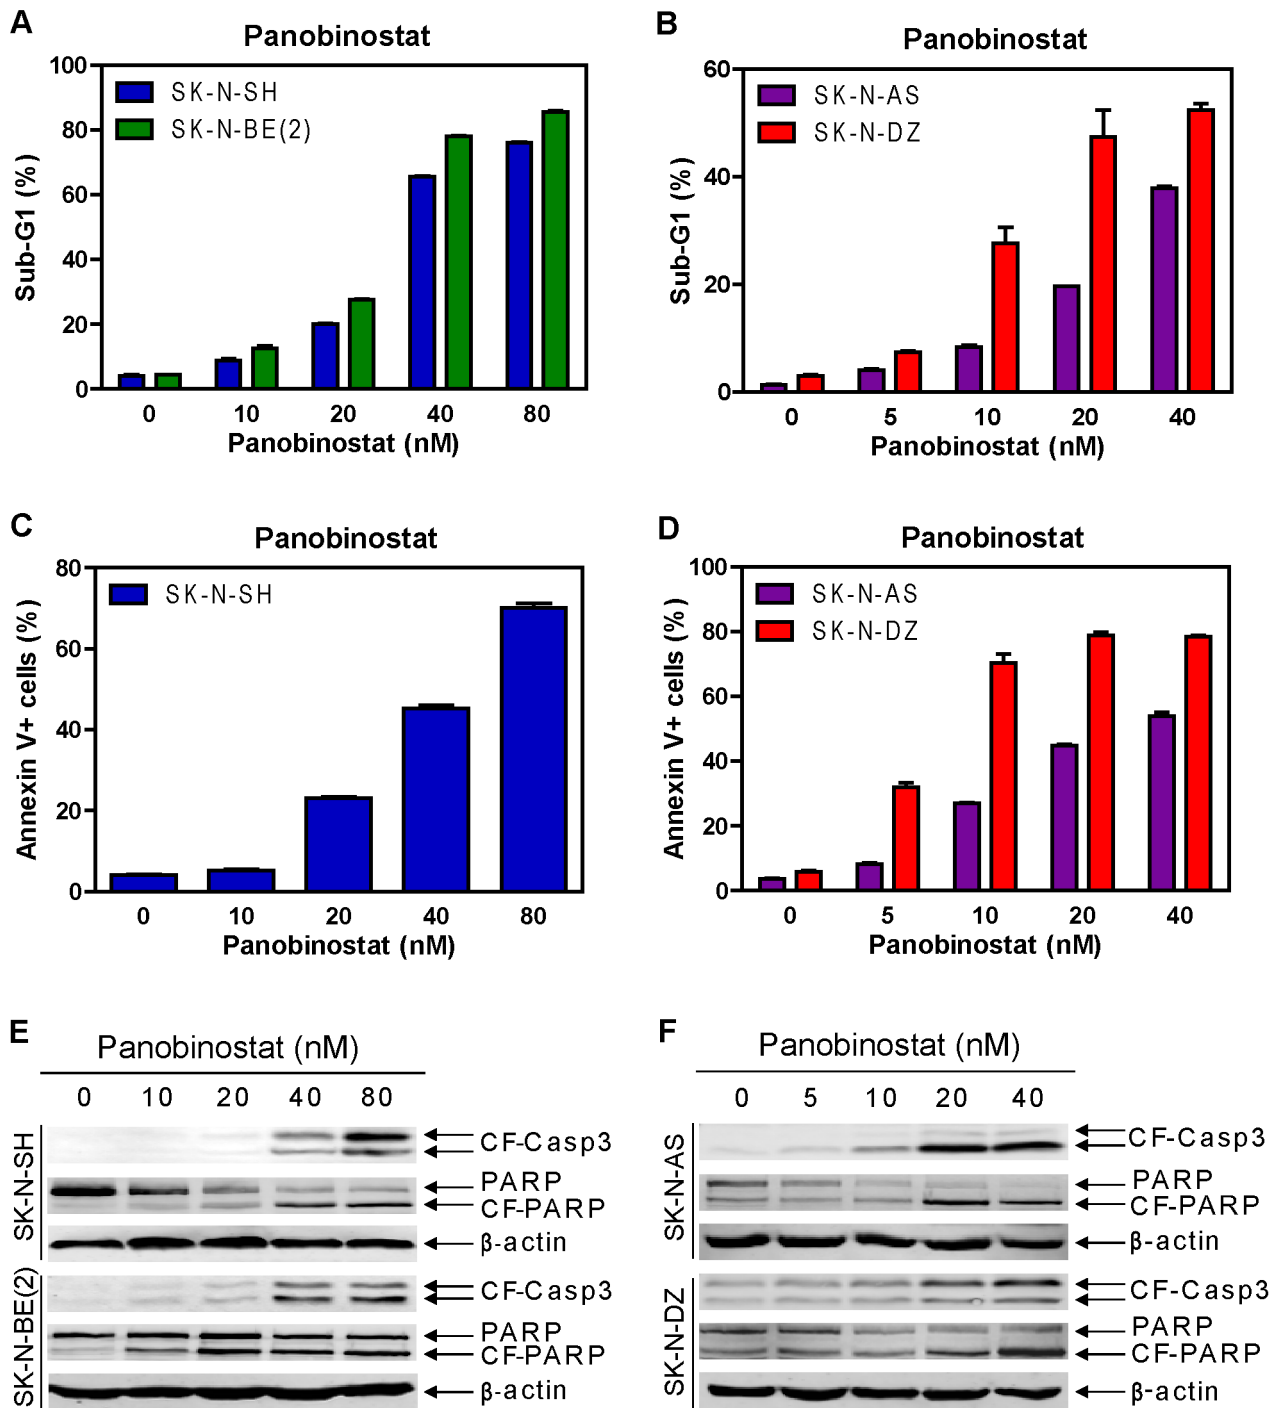 A
Panobinostat
100
80
60
40
20
0
Sub-G1 (%)
SK-N-SH
SK-N-BE(2)
0 10 20 40 80
Panobinostat (nM)
B
Panobinostat
60
40
20
0
Sub-G1 (%)
SK-N-AS
SK-N-DZ
0 5 10 20 40
Panobinostat (nM)
C
Panobinostat
80
60
40
20
0
Annexin V+ cells (%)
SK-N-SH
0 10 20 40 80
Panobinostat (nM)
D
Panobinostat
100
80
60
40
20
0
Annexin V+ cells (%)
SK-N-AS
SK-N-DZ
0 5 10 20 40
Panobinostat (nM)
E
Panobinostat (nM)
0 10 20 40 80
SK-N-SH
CF-Casp3
PARP
CF-PARP
β-actin
SK-N-BE(2)
CF-Casp3
PARP
CF-PARP
β-actin
F
Panobinostat (nM)
0 5 10 20 40
SK-N-AS
CF-Casp3
PARP
CF-PARP
β-actin
SK-N-DZ
CF-Casp3
PARP
CF-PARP
β-actin